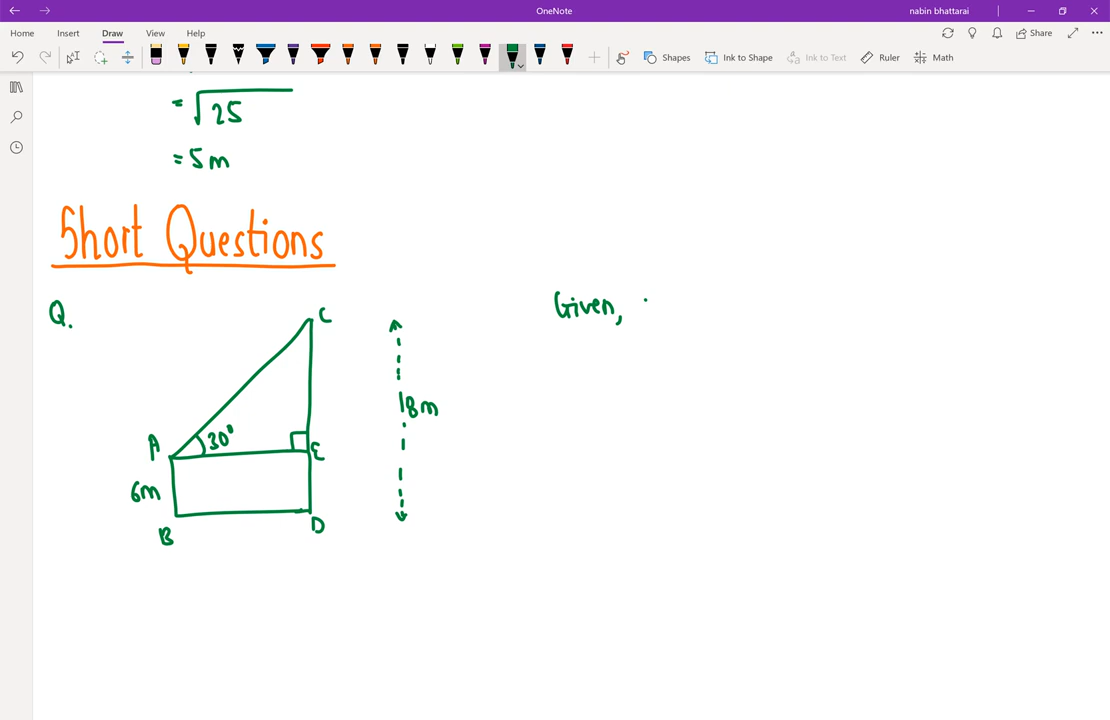 OneNote
nabin bhattarai
Home Insert Draw View Help
Share
Shapes Ink to Shape Ink to Text Ruler Math
= √25
= 5m
Short Questions
Q.
Given,
C
18m
A 30° E
6m
B D